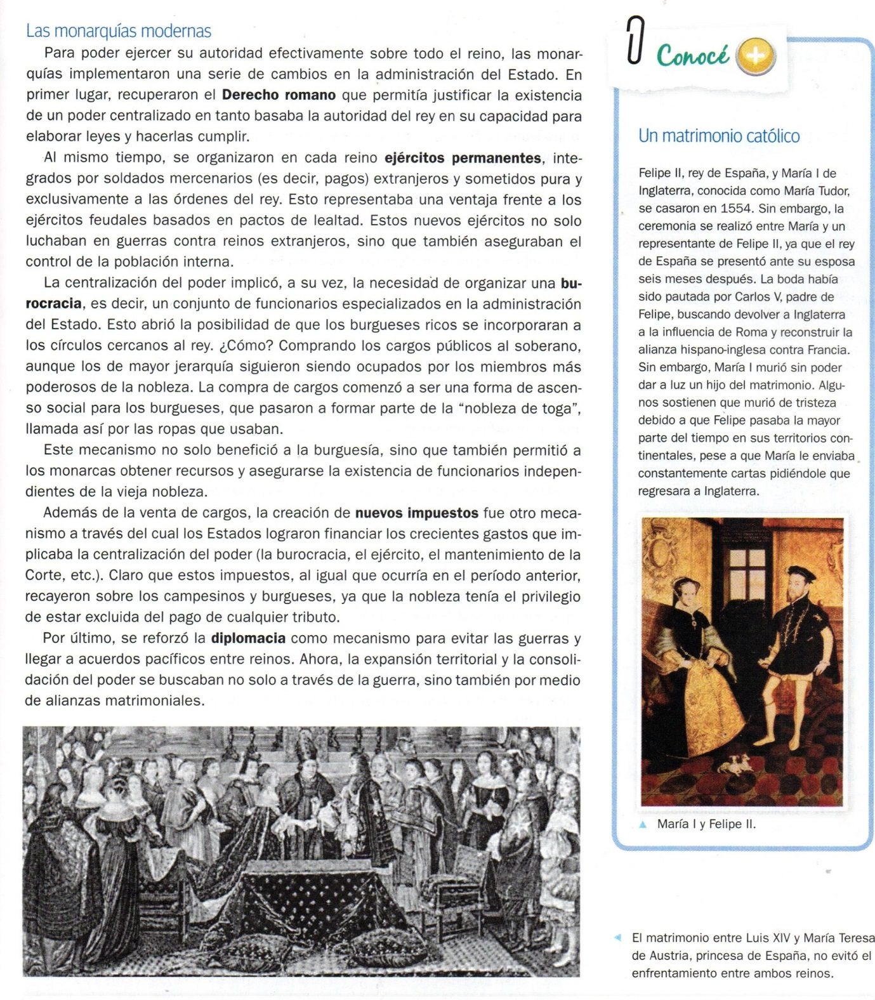 Las monarquías modernas
Para poder ejercer su autoridad efectivamente sobre todo el reino, las monar-
quías implementaron una serie de cambios en la administración del Estado. En
primer lugar, recuperaron el Derecho romano que permitía justificar la existencia
de un poder centralizado en tanto basaba la autoridad del rey en su capacidad para
elaborar leyes y hacerlas cumplir.
Al mismo tiempo, se organizaron en cada reino ejércitos permanentes, inte-
grados por soldados mercenarios (es decir, pagos) extranjeros y sometidos pura y
exclusivamente a las órdenes del rey. Esto representaba una ventaja frente a los
ejércitos feudales basados en pactos de lealtad. Estos nuevos ejércitos no solo
luchaban en guerras contra reinos extranjeros, sino que también aseguraban el
control de la población interna.
La centralización del poder implicó, a su vez, la necesidad de organizar una bu-
rocracia, es decir, un conjunto de funcionarios especializados en la administración
del Estado. Esto abrió la posibilidad de que los burgueses ricos se incorporaran a
los círculos cercanos al rey. ¿Cómo? Comprando los cargos públicos al soberano,
aunque los de mayor jerarquía siguieron siendo ocupados por los miembros más
poderosos de la nobleza. La compra de cargos comenzó a ser una forma de ascen-
so social para los burgueses, que pasaron a formar parte de la “nobleza de toga”,
llamada así por las ropas que usaban.
Este mecanismo no solo benefició a la burguesía, sino que también permitió a
los monarcas obtener recursos y asegurarse la existencia de funcionarios indepen-
dientes de la vieja nobleza.
Además de la venta de cargos, la creación de nuevos impuestos fue otro meca-
nismo a través del cual los Estados lograron financiar los crecientes gastos que im-
plicaba la centralización del poder (la burocracia, el ejército, el mantenimiento de la
Corte, etc.). Claro que estos impuestos, al igual que ocurría en el período anterior,
recayeron sobre los campesinos y burgueses, ya que la nobleza tenía el privilegio
de estar excluida del pago de cualquier tributo.
Por último, se reforzó la diplomacia como mecanismo para evitar las guerras y
llegar a acuerdos pacíficos entre reinos. Ahora, la expansión territorial y la consoli-
dación del poder se buscaban no solo a través de la guerra, sino también por medio
de alianzas matrimoniales.
Conocé +
Un matrimonio católico
Felipe II, rey de España, y María I de
Inglaterra, conocida como María Tudor,
se casaron en 1554. Sin embargo, la
ceremonia se realizó entre María y un
representante de Felipe II, ya que el rey
de España se presentó ante su esposa
seis meses después. La boda había
sido pautada por Carlos V, padre de
Felipe, buscando devolver a Inglaterra
a la influencia de Roma y reconstruir la
alianza hispano-inglesa contra Francia.
Sin embargo, María I murió sin poder
dar a luz un hijo del matrimonio. Algu-
nos sostienen que murió de tristeza
debido a que Felipe pasaba la mayor
parte del tiempo en sus territorios con-
tinentales, pese a que María le enviaba
constantemente cartas pidiéndole que
regresara a Inglaterra.
María I y Felipe II.
El matrimonio entre Luis XIV y María Teresa
de Austria, princesa de España, no evitó el
enfrentamiento entre ambos reinos.